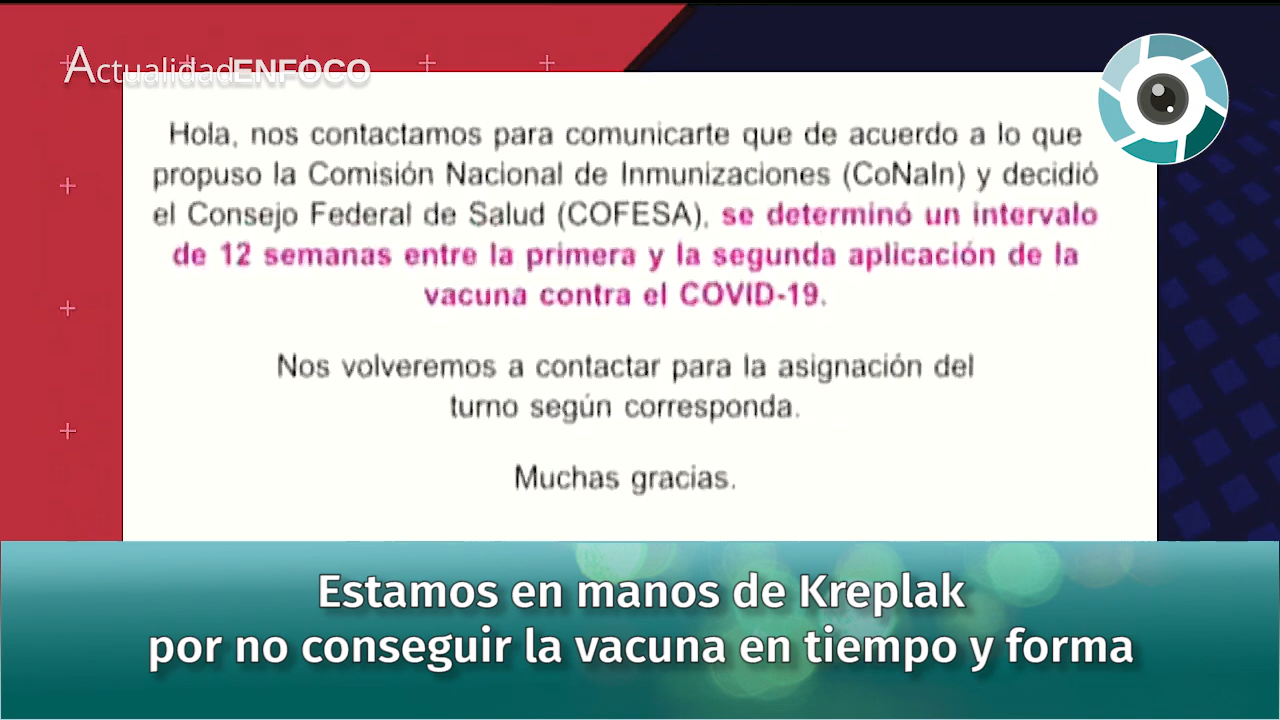 ActualidadENFOCO
Hola, nos contactamos para comunicarte que de acuerdo a lo que
propuso la Comisión Nacional de Inmunizaciones (CoNaIn) y decidió
el Consejo Federal de Salud (COFESA), se determinó un intervalo
de 12 semanas entre la primera y la segunda aplicación de la
vacuna contra el COVID-19.
Nos volveremos a contactar para la asignación del
turno según corresponda.
Muchas gracias.
Estamos en manos de Kreplak
por no conseguir la vacuna en tiempo y forma